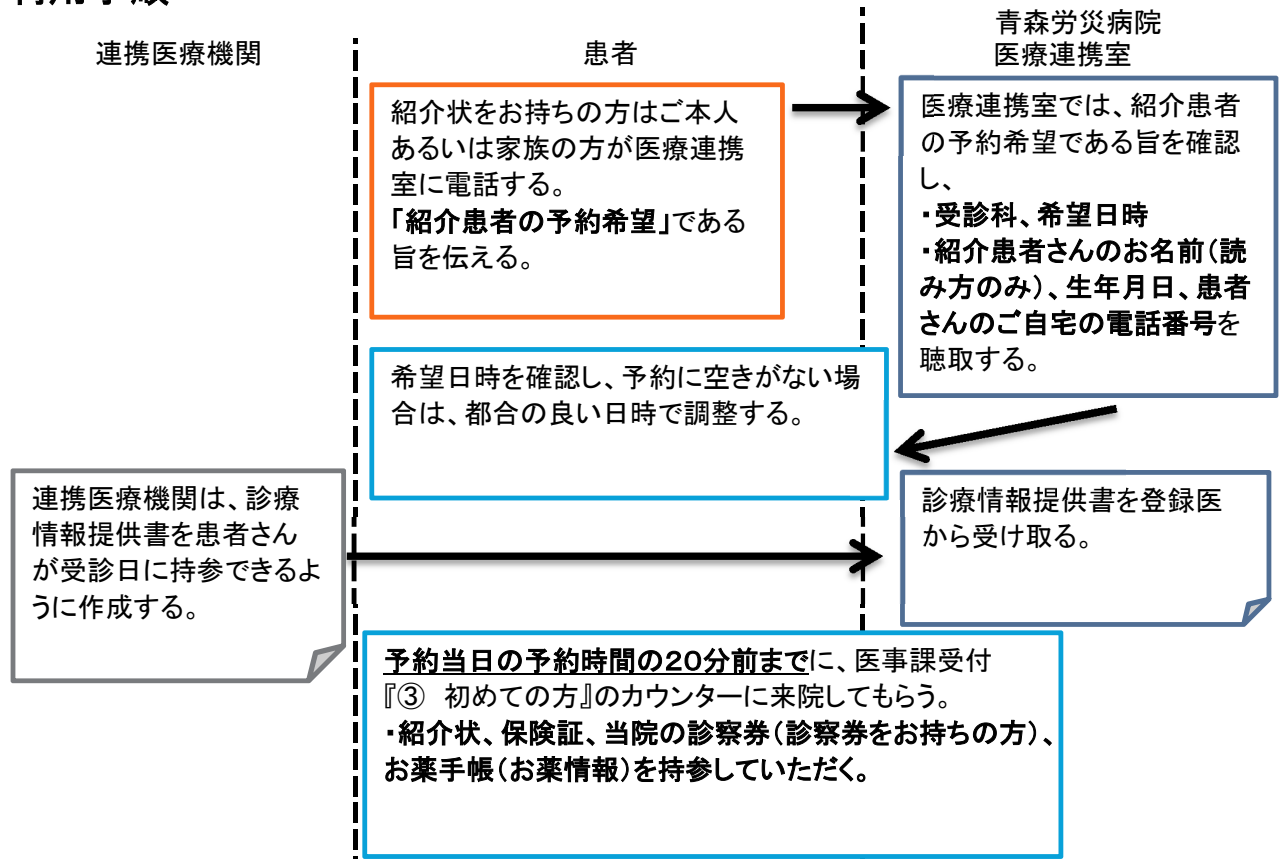 利用手順
連携医療機関
患者
青森労災病院
医療連携室
紹介状をお持ちの方はご本人
あるいは家族の方が医療連携
室に電話する。
「紹介患者の予約希望」である
旨を伝える。
医療連携室では、紹介患者
の予約希望である旨を確認
し、
・受診科、希望日時
・紹介患者さんのお名前(読
み方のみ)、生年月日、患者
さんのご自宅の電話番号を
聴取する。
希望日時を確認し、予約に空きがない場
合は、都合の良い日時で調整する。
連携医療機関は、診療
情報提供書を患者さん
が受診日に持参できるよ
うに作成する。
診療情報提供書を登録医
から受け取る。
予約当日の予約時間の20分前までに、医事課受付
『③　初めての方』のカウンターに来院してもらう。
・紹介状、保険証、当院の診察券(診察券をお持ちの方)、
お薬手帳(お薬情報)を持参していただく。